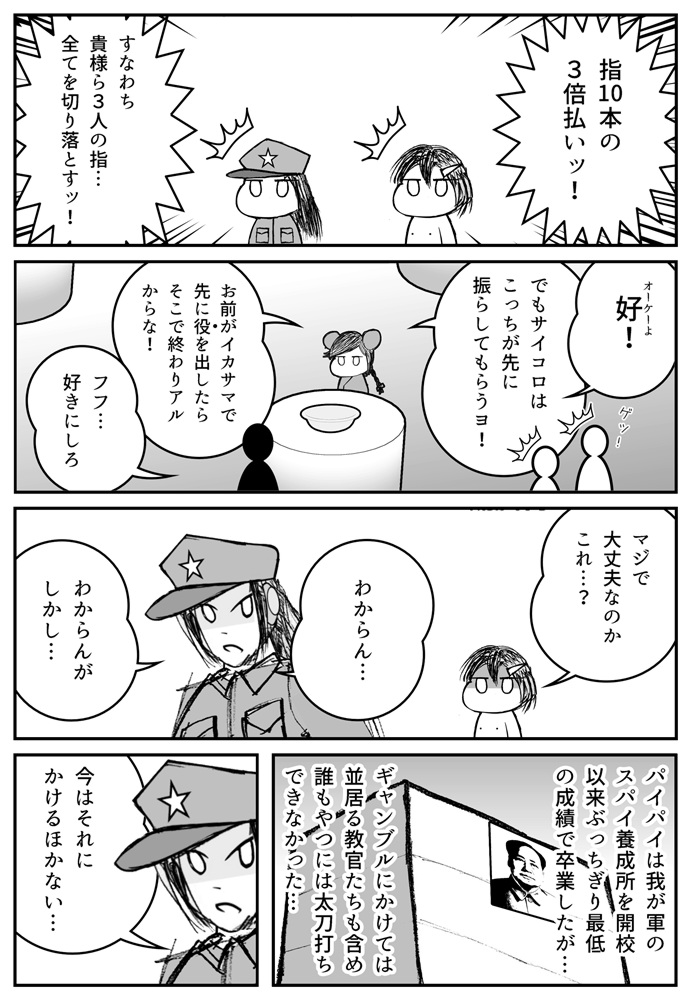 指10本の
３倍払いッ！
すなわち
貴様ら３人の指…
全てを切り落とすッ！
オーケーよ
好！
でもサイコロは
こっちが先に
振らしてもらうヨ！
ゲッ！
お前がイカサマで
先に役を出したら
そこで終わりアル
からな！
フフ…
好きにしろ
マジで
大丈夫なのか
これ…？
わからん…
わからんが
しかし…
パイパイは我が軍の
スパイ養成所を開校
以来ぶっちぎり最低
の成績で卒業したが…
ギャンブルにかけては
並居る教官たちも含め
誰もやつには太刀打ち
できなかった…
今はそれに
かけるほかない…